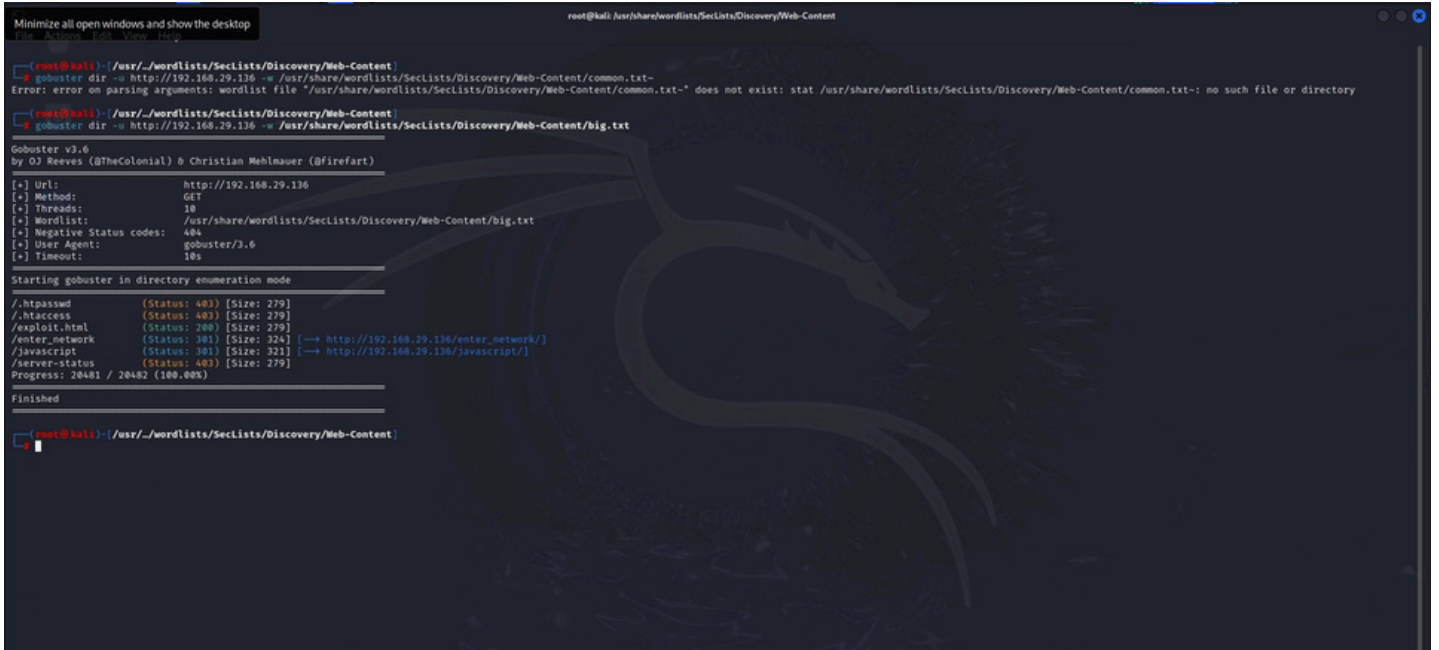 Minimize all open windows and show the desktop
root@kali: /usr/share/wordlists/SecLists/Discovery/Web-Content
File Actions Edit View Help
┌──(root㉿kali)-[/usr/…/wordlists/SecLists/Discovery/Web-Content]
└─# gobuster dir -u http://192.168.29.136 -w /usr/share/wordlists/SecLists/Discovery/Web-Content/common.txt~
Error: error on parsing arguments: wordlist file "/usr/share/wordlists/SecLists/Discovery/Web-Content/common.txt~" does not exist: stat /usr/share/wordlists/SecLists/Discovery/Web-Content/common.txt~: no such file or directory
┌──(root㉿kali)-[/usr/…/wordlists/SecLists/Discovery/Web-Content]
└─# gobuster dir -u http://192.168.29.136 -w /usr/share/wordlists/SecLists/Discovery/Web-Content/big.txt
===============================================================
Gobuster v3.6
by OJ Reeves (@TheColonial) & Christian Mehlmauer (@firefart)
===============================================================
[+] Url: http://192.168.29.136
[+] Method: GET
[+] Threads: 10
[+] Wordlist: /usr/share/wordlists/SecLists/Discovery/Web-Content/big.txt
[+] Negative Status codes: 404
[+] User Agent: gobuster/3.6
[+] Timeout: 10s
===============================================================
Starting gobuster in directory enumeration mode
===============================================================
/.htpasswd (Status: 403) [Size: 279]
/.htaccess (Status: 403) [Size: 279]
/exploit.html (Status: 200) [Size: 279]
/enter_network (Status: 301) [Size: 324] [--> http://192.168.29.136/enter_network/]
/javascript (Status: 301) [Size: 321] [--> http://192.168.29.136/javascript/]
/server-status (Status: 403) [Size: 279]
Progress: 20481 / 20482 (100.00%)
===============================================================
Finished
===============================================================
┌──(root㉿kali)-[/usr/…/wordlists/SecLists/Discovery/Web-Content]
└─#